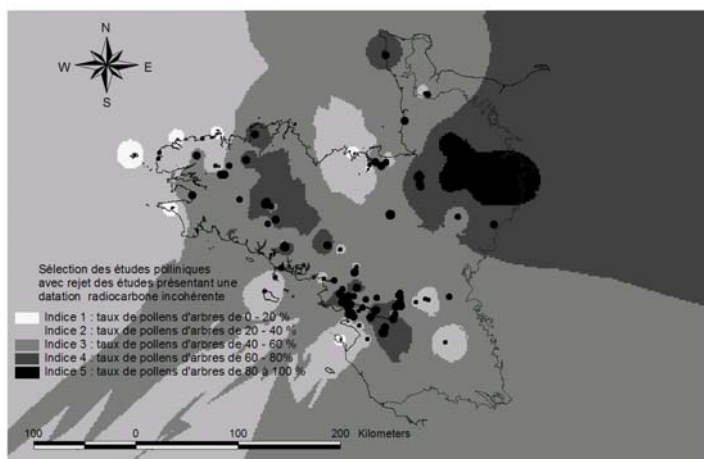 N
W E
S
Sélection des études polliniques
avec rejet des études présentant une
datation radiocarbone incohérente
Indice 1 : taux de pollens d'arbres de 0 - 20 %
Indice 2 : taux de pollens d'arbres de 20 - 40 %
Indice 3 : taux de pollens d'arbres de 40 - 60 %
Indice 4 : taux de pollens d'arbres de 60 - 80%
Indice 5 : taux de pollens d'arbres de 80 à 100 %
100 0 100 200 Kilometers